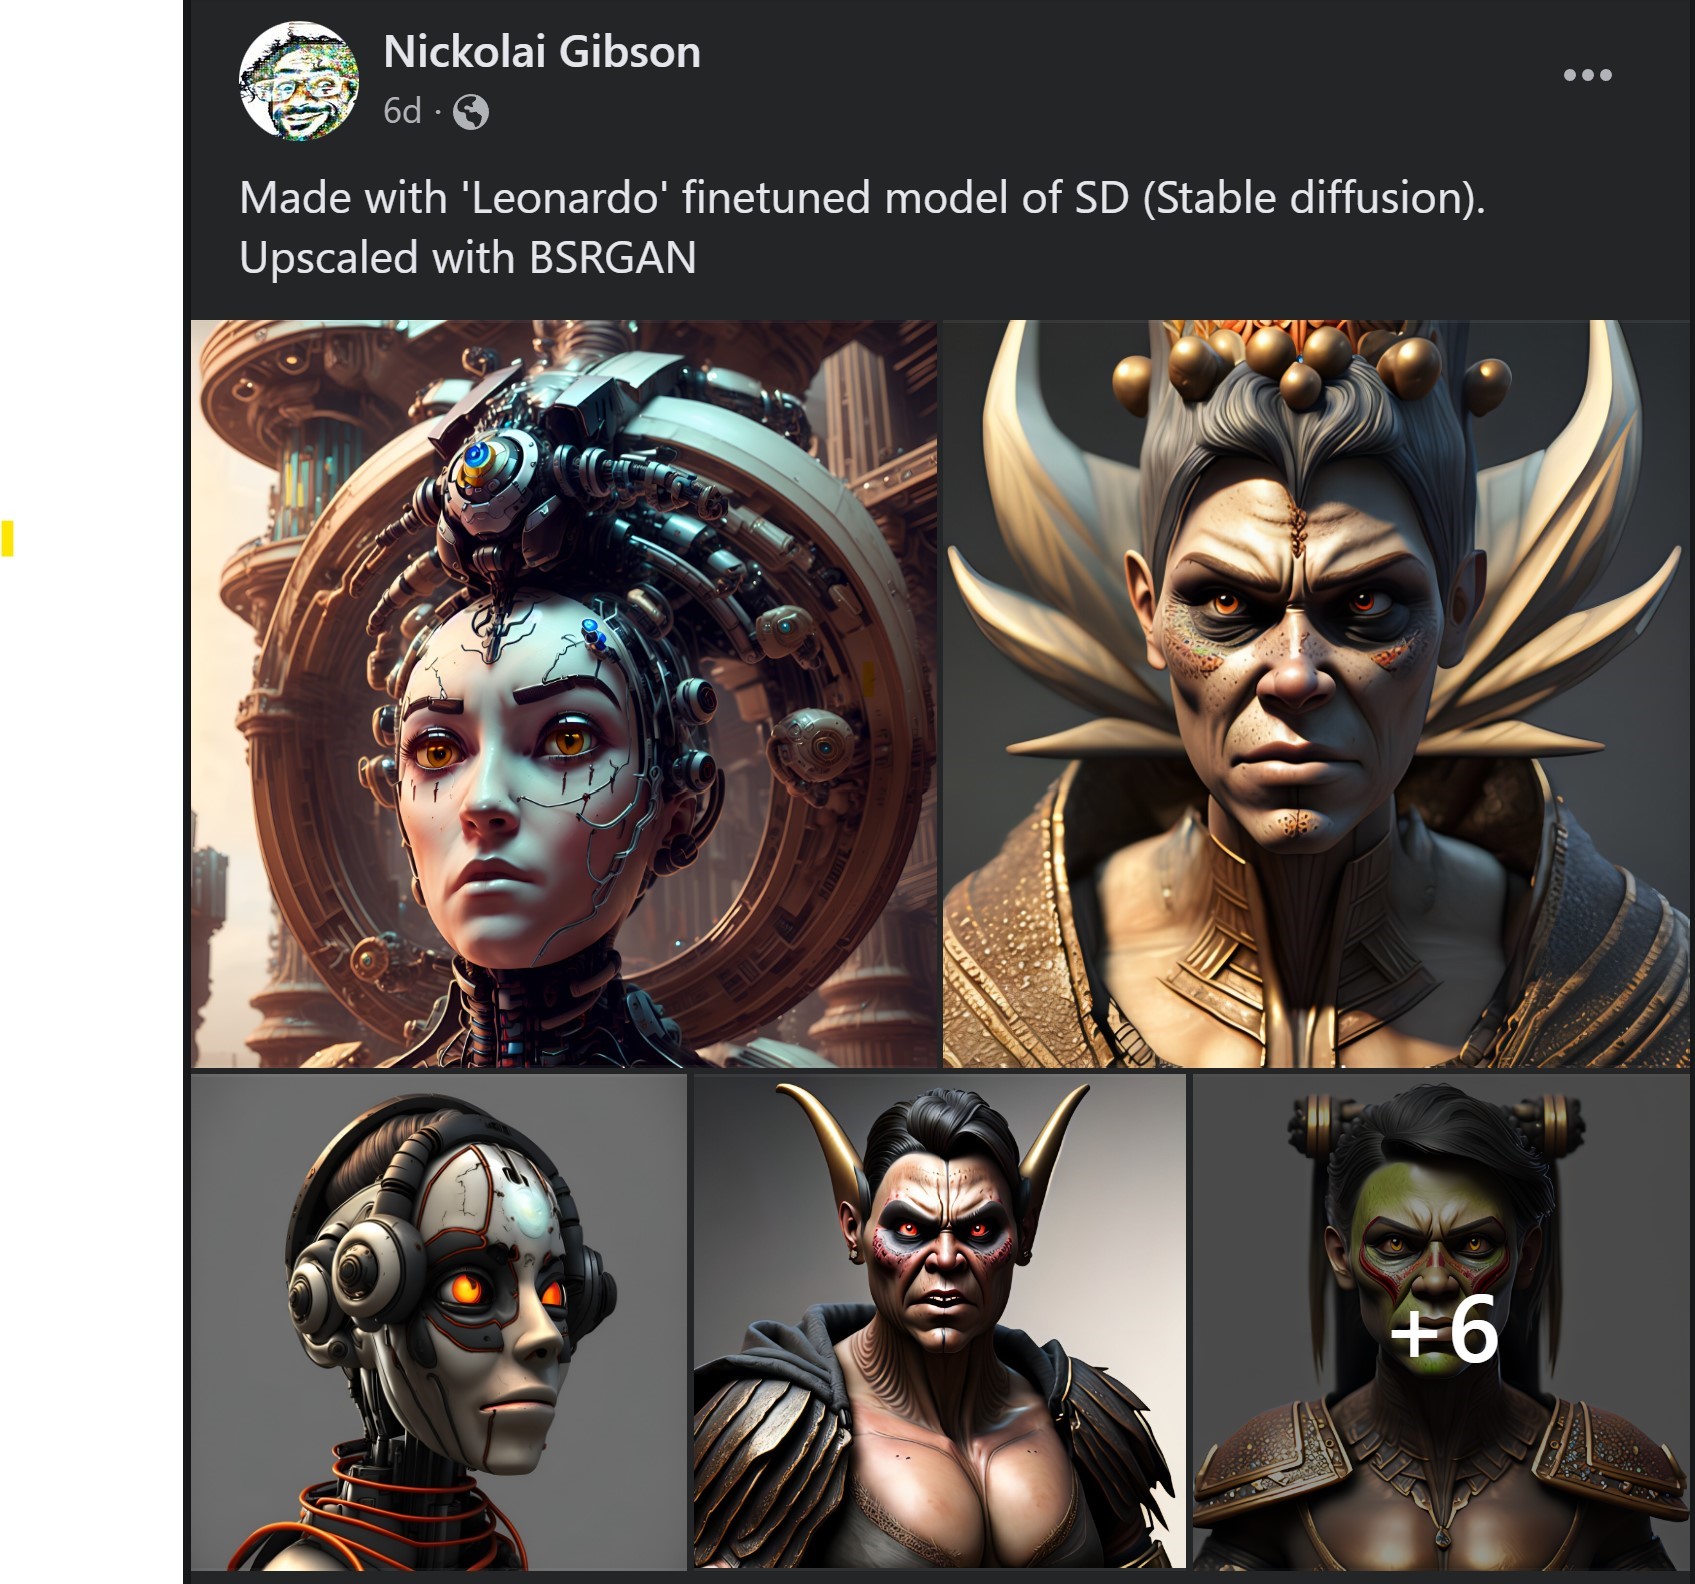 Nickolai Gibson
6d ·
Made with 'Leonardo' finetuned model of SD (Stable diffusion).
Upscaled with BSRGAN
+6